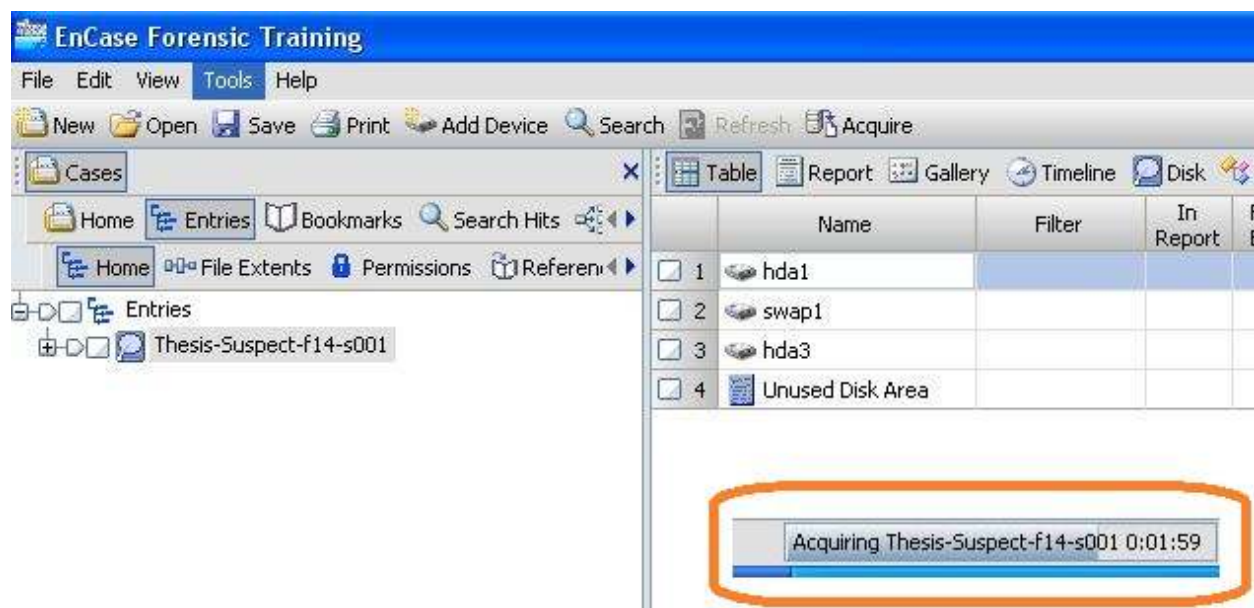 EnCase Forensic Training
File Edit View Tools Help
New Open Save Print Add Device Search Refresh Acquire
Cases
Table Report Gallery Timeline Disk
Home Entries Bookmarks Search Hits
Name Filter In Report
Home File Extents Permissions Referen
1 hda1
2 swap1
3 hda3
4 Unused Disk Area
Entries
Thesis-Suspect-f14-s001
Acquiring Thesis-Suspect-f14-s001 0:01:59